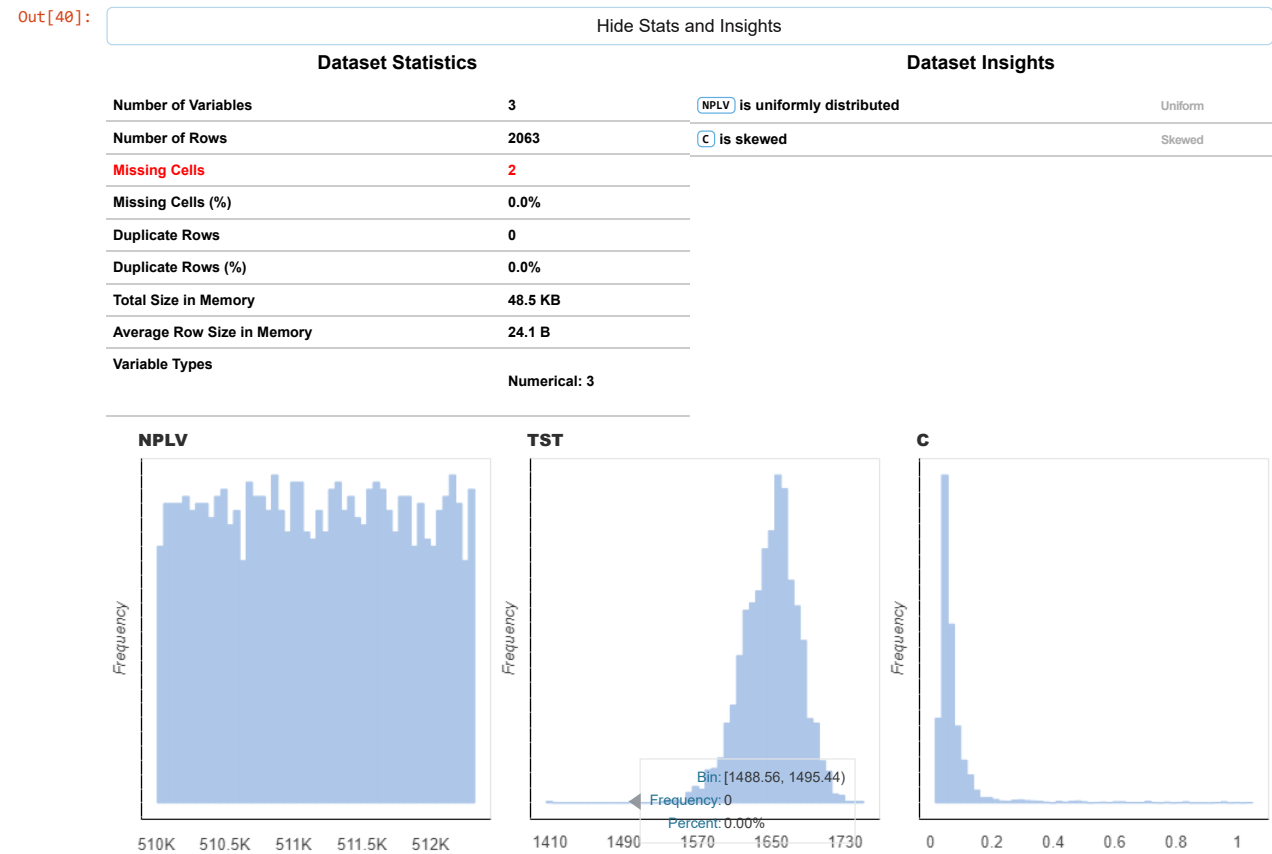 Out[40]:
Hide Stats and Insights
Dataset Statistics
Number of Variables 3
Number of Rows 2063
Missing Cells 2
Missing Cells (%) 0.0%
Duplicate Rows 0
Duplicate Rows (%) 0.0%
Total Size in Memory 48.5 KB
Average Row Size in Memory 24.1 B
Variable Types
Numerical: 3
Dataset Insights
NPLV is uniformly distributed Uniform
C is skewed Skewed
NPLV
Frequency
510K 510.5K 511K 511.5K 512K
TST
Frequency
Bin: [1488.56, 1495.44)
Frequency: 0
Percent: 0.00%
1410 1490 1570 1650 1730
C
Frequency
0 0.2 0.4 0.6 0.8 1